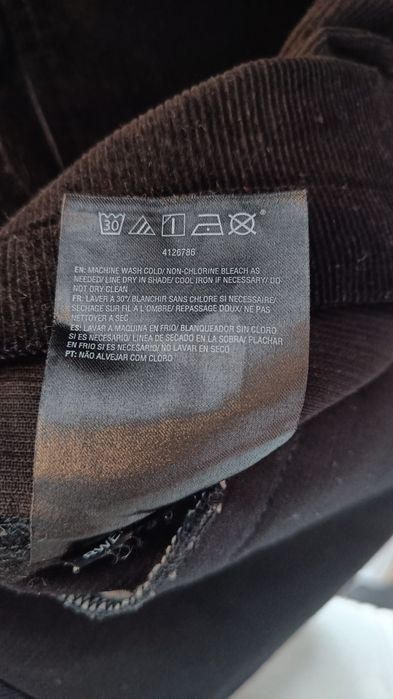 30
4126786
EN: MACHINE WASH COLD/ NON-CHLORINE BLEACH AS
NEEDED/ LINE DRY IN SHADE/ COOL IRON IF NECESSARY/ DO
NOT DRY CLEAN
FR: LAVER A 30°/ BLANCHIR SANS CHLORE SI NECESSAIRE/
SECHAGE SUR FIL A L'OMBRE/ REPASSAGE DOUX/ NE PAS
NETTOYER A SEC
ES: LAVAR A MAQUINA EN FRIO/ BLANQUEADOR SIN CLORO
SI ES NECESARIO/ LINEA DE SECADO EN LA SOBRA/ PLACHAR
EN FRIO SI ES NECESARIO/ NO LAVAR EN SECO
PT: NÃO ALVEJAR COM CLORO